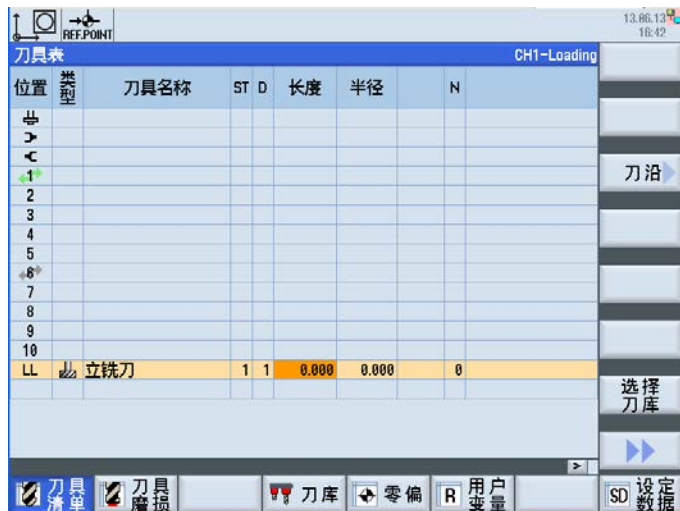 REF.POINT
13.06.13
16:42
刀具表 CH1-Loading
位置 类型 刀具名称 ST D 长度 半径 N
1
2
3
4
5
6
7
8
9
10
LL 立铣刀 1 1 0.000 0.000 0
刀沿
选择刀库
刀具清单 刀具磨损 刀库 零偏 R 用户变量 SD 设定数据